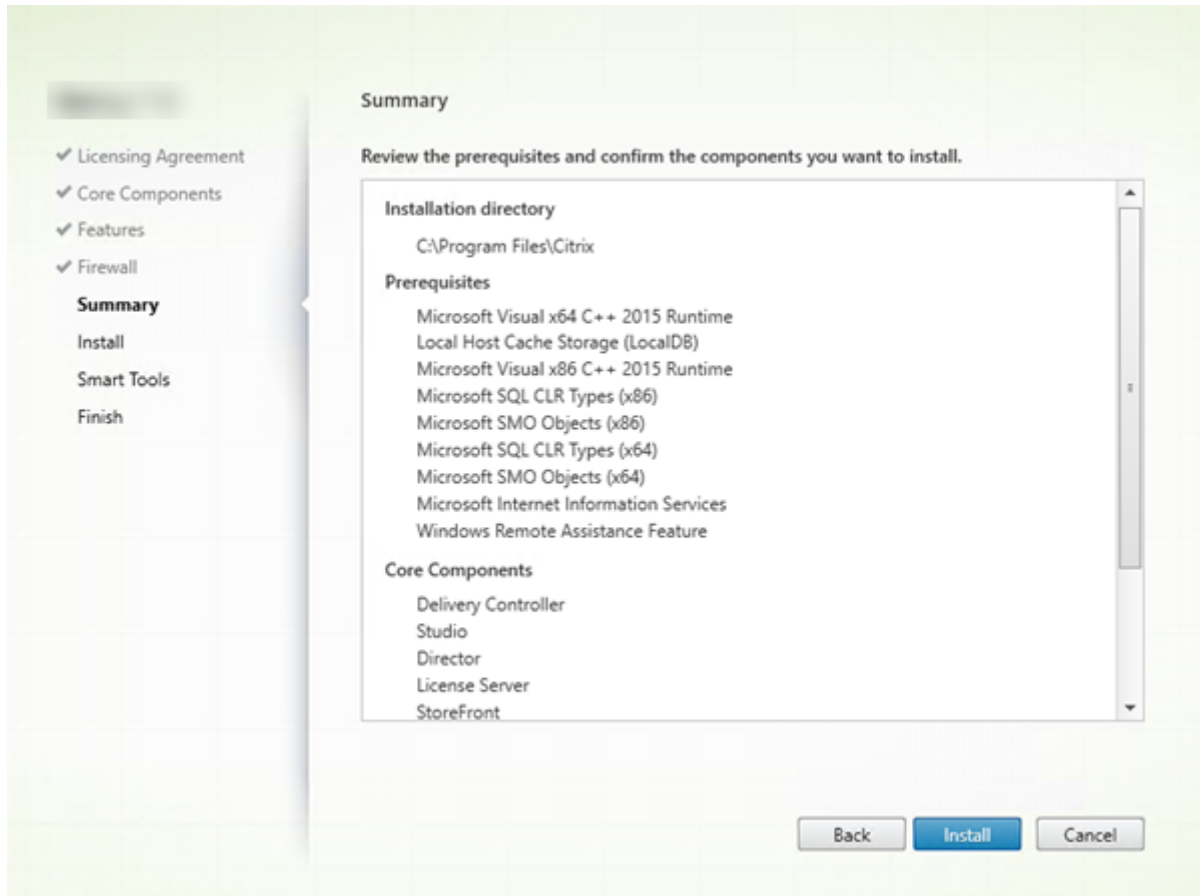 Licensing Agreement
Core Components
Features
Firewall
Summary
Install
Smart Tools
Finish
Summary
Review the prerequisites and confirm the components you want to install.
Installation directory
C:\Program Files\Citrix
Prerequisites
Microsoft Visual x64 C++ 2015 Runtime
Local Host Cache Storage (LocalDB)
Microsoft Visual x86 C++ 2015 Runtime
Microsoft SQL CLR Types (x86)
Microsoft SMO Objects (x86)
Microsoft SQL CLR Types (x64)
Microsoft SMO Objects (x64)
Microsoft Internet Information Services
Windows Remote Assistance Feature
Core Components
Delivery Controller
Studio
Director
License Server
StoreFront
Back
Install
Cancel